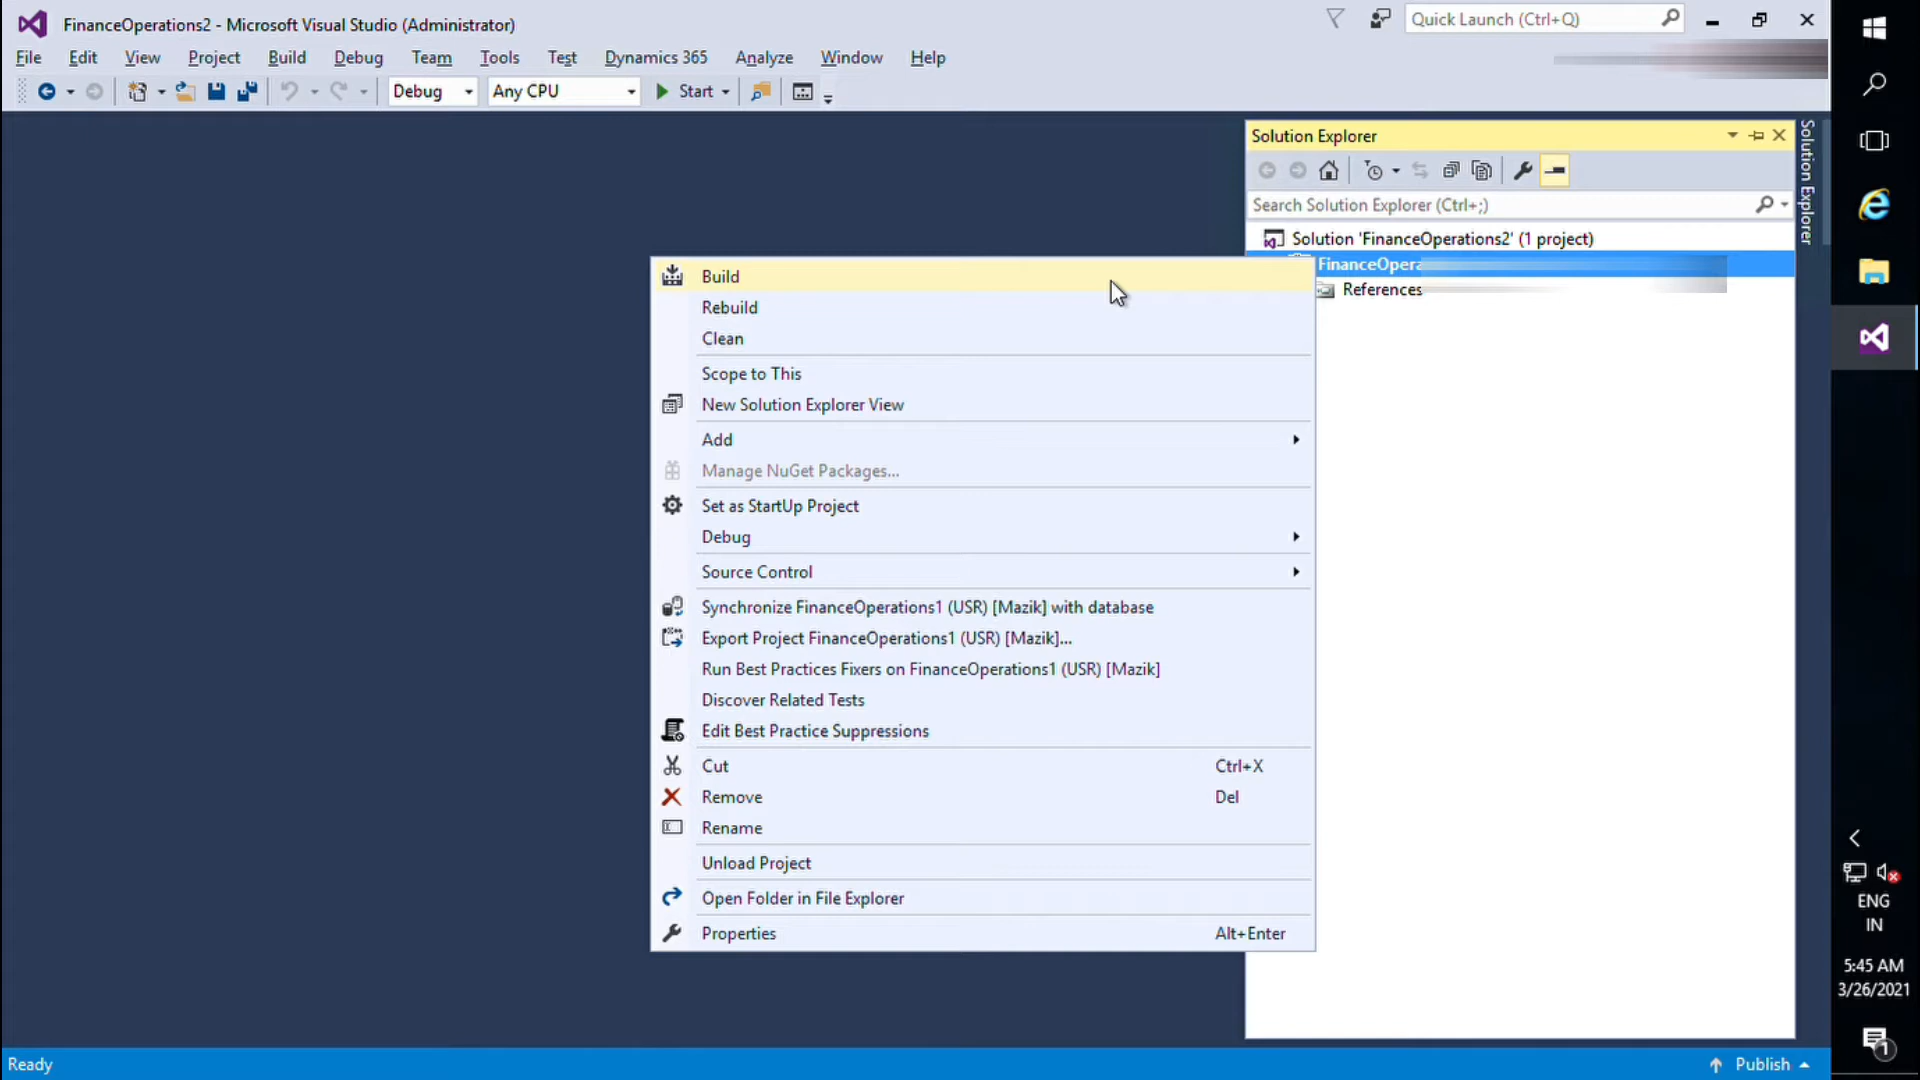 FinanceOperations2 - Microsoft Visual Studio (Administrator)
Quick Launch (Ctrl+Q)
File Edit View Project Build Debug Team Tools Test Dynamics 365 Analyze Window Help
Debug Any CPU Start
Solution Explorer
Solution Explorer
Search Solution Explorer (Ctrl+;)
Solution 'FinanceOperations2' (1 project)
FinanceOpera
References
Build
Rebuild
Clean
Scope to This
New Solution Explorer View
Add
Manage NuGet Packages...
Set as StartUp Project
Debug
Source Control
Synchronize FinanceOperations1 (USR) [Mazik] with database
Export Project FinanceOperations1 (USR) [Mazik]...
Run Best Practices Fixers on FinanceOperations1 (USR) [Mazik]
Discover Related Tests
Edit Best Practice Suppressions
Cut Ctrl+X
Remove Del
Rename
Unload Project
Open Folder in File Explorer
Properties Alt+Enter
ENG
IN
5:45 AM
3/26/2021
1
Ready
Publish